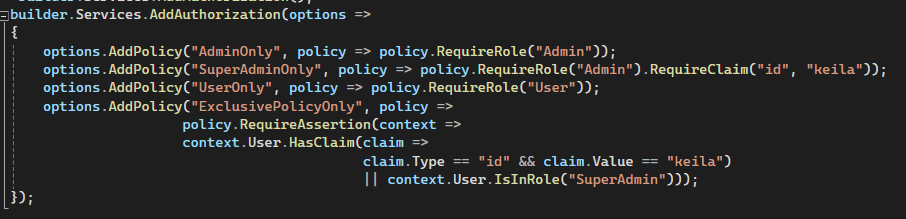 builder.Services.AddAuthorization(options =>
{
options.AddPolicy("AdminOnly", policy => policy.RequireRole("Admin"));
options.AddPolicy("SuperAdminOnly", policy => policy.RequireRole("Admin").RequireClaim("id", "keila"));
options.AddPolicy("UserOnly", policy => policy.RequireRole("User"));
options.AddPolicy("ExclusivePolicyOnly", policy =>
policy.RequireAssertion(context =>
context.User.HasClaim(claim =>
claim.Type == "id" && claim.Value == "keila")
|| context.User.IsInRole("SuperAdmin")));
});